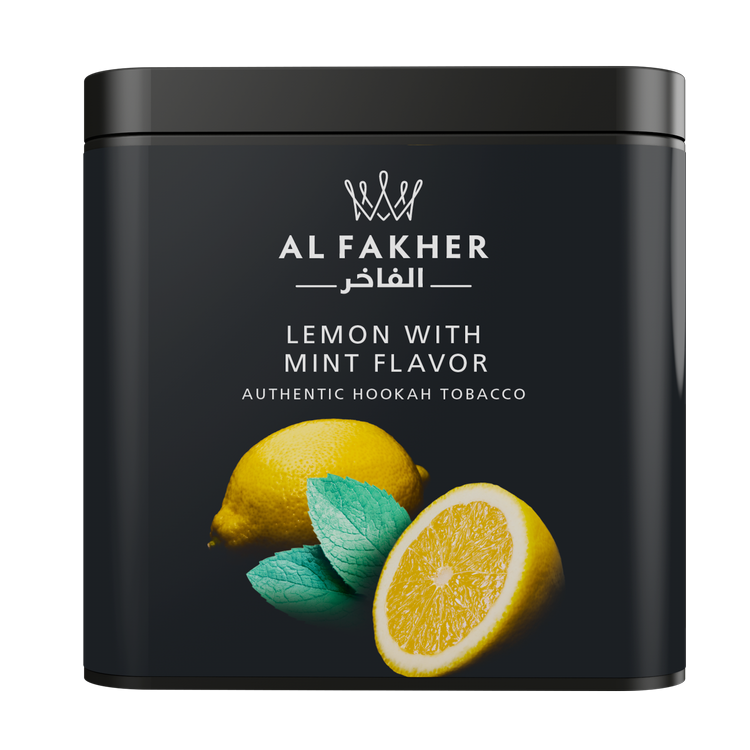 AL FAKHER
الفاخر
LEMON WITH
MINT FLAVOR
AUTHENTIC HOOKAH TOBACCO